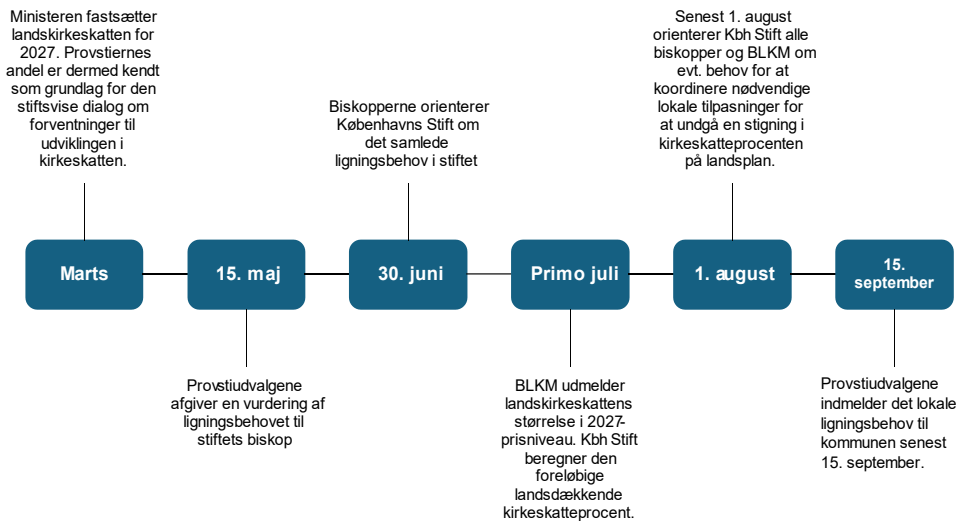 Ministeren fastsætter
landskirkeskatten for
2027. Provstiernes
andel er dermed kendt
som grundlag for den
stiftsvise dialog om
forventninger til
udviklingen i
kirkeskatten.
Biskopperne orienterer
Københavns Stift om
det samlede
ligningsbehov i stiftet
Senest 1. august
orienterer Kbh Stift alle
biskopper og BLKM om
evt. behov for at
koordinere nødvendige
lokale tilpasninger for
at undgå en stigning i
kirkeskatteprocenten
på landsplan.
Marts
15. maj
30. juni
Primo juli
1. august
15.
september
Provstiudvalgene
afgiver en vurdering af
ligningsbehovet til
stiftets biskop
BLKM udmelder
landskirkeskattens
størrelse i 2027-
prisniveau. Kbh Stift
beregner den
foreløbige
landsdækkende
kirkeskatteprocent.
Provstiudvalgene
indmelder det lokale
ligningsbehov til
kommunen senest
15. september.